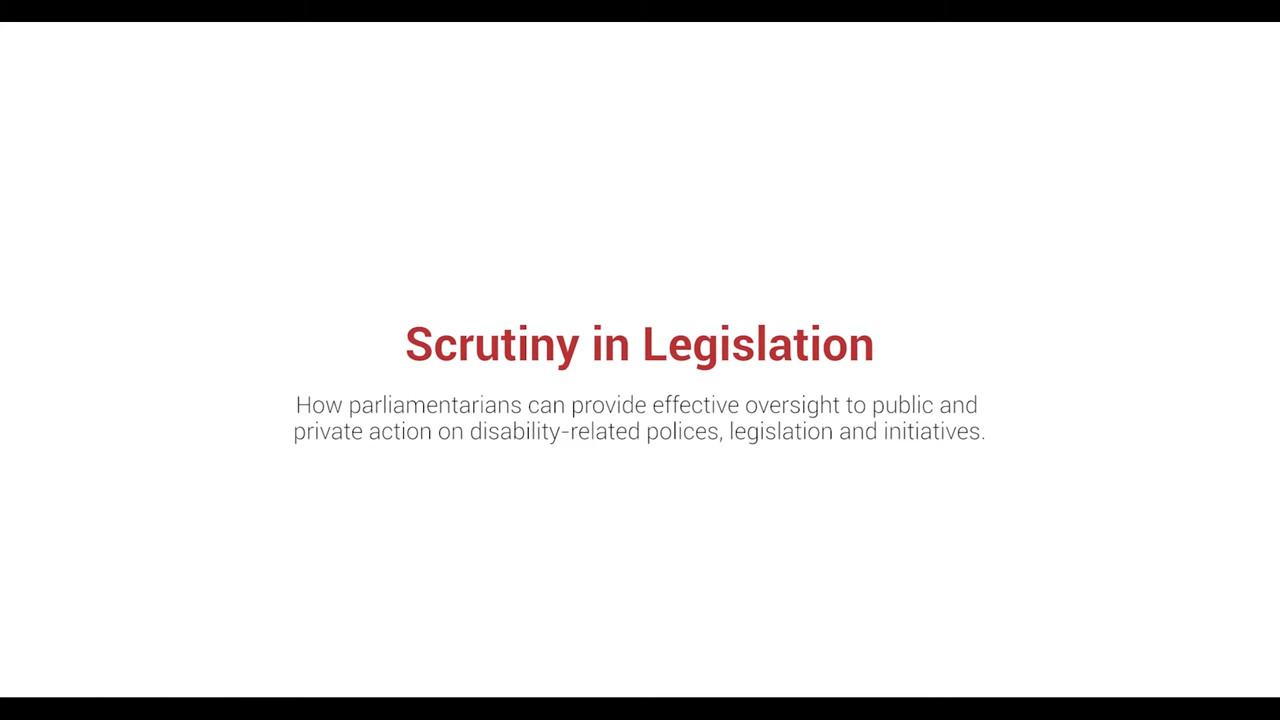 Scrutiny in Legislation
How parliamentarians can provide effective oversight to public and
private action on disability-related polices, legislation and initiatives.